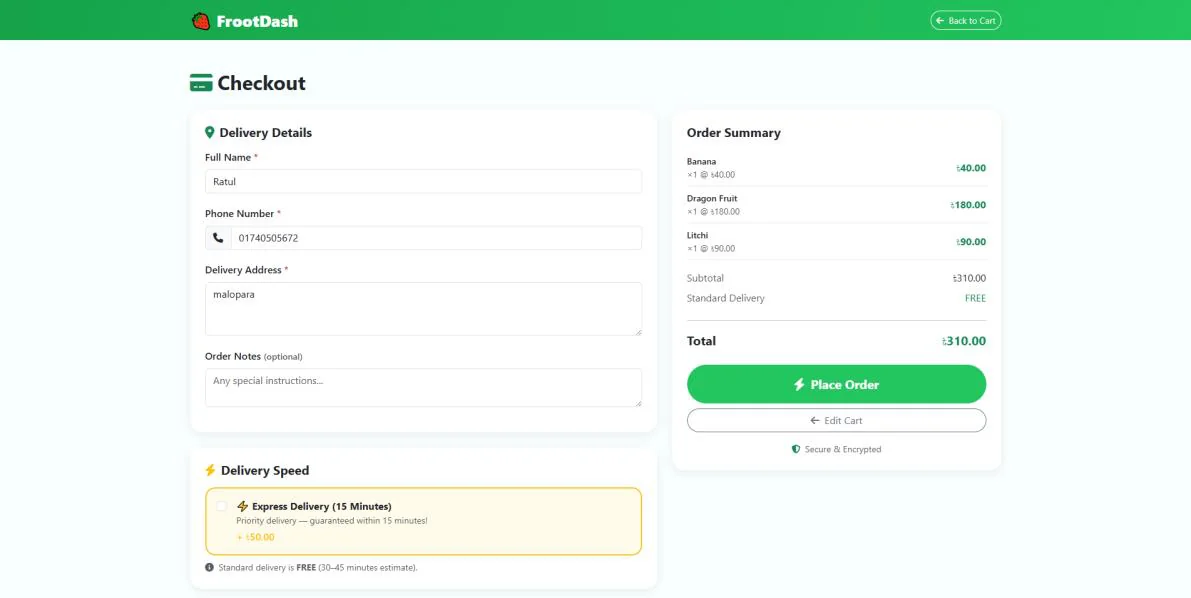 FrootDash
← Back to Cart
Checkout
Delivery Details
Full Name *
Ratul
Phone Number *
01740505672
Delivery Address *
malopara
Order Notes (optional)
Any special instructions...
Delivery Speed
Express Delivery (15 Minutes)
Priority delivery — guaranteed within 15 minutes!
+ ৳50.00
Standard delivery is FREE (30–45 minutes estimate).
Order Summary
Banana
×1 @ ৳40.00
৳40.00
Dragon Fruit
×1 @ ৳180.00
৳180.00
Litchi
×1 @ ৳90.00
৳90.00
Subtotal
৳310.00
Standard Delivery
FREE
Total
৳310.00
Place Order
← Edit Cart
Secure & Encrypted